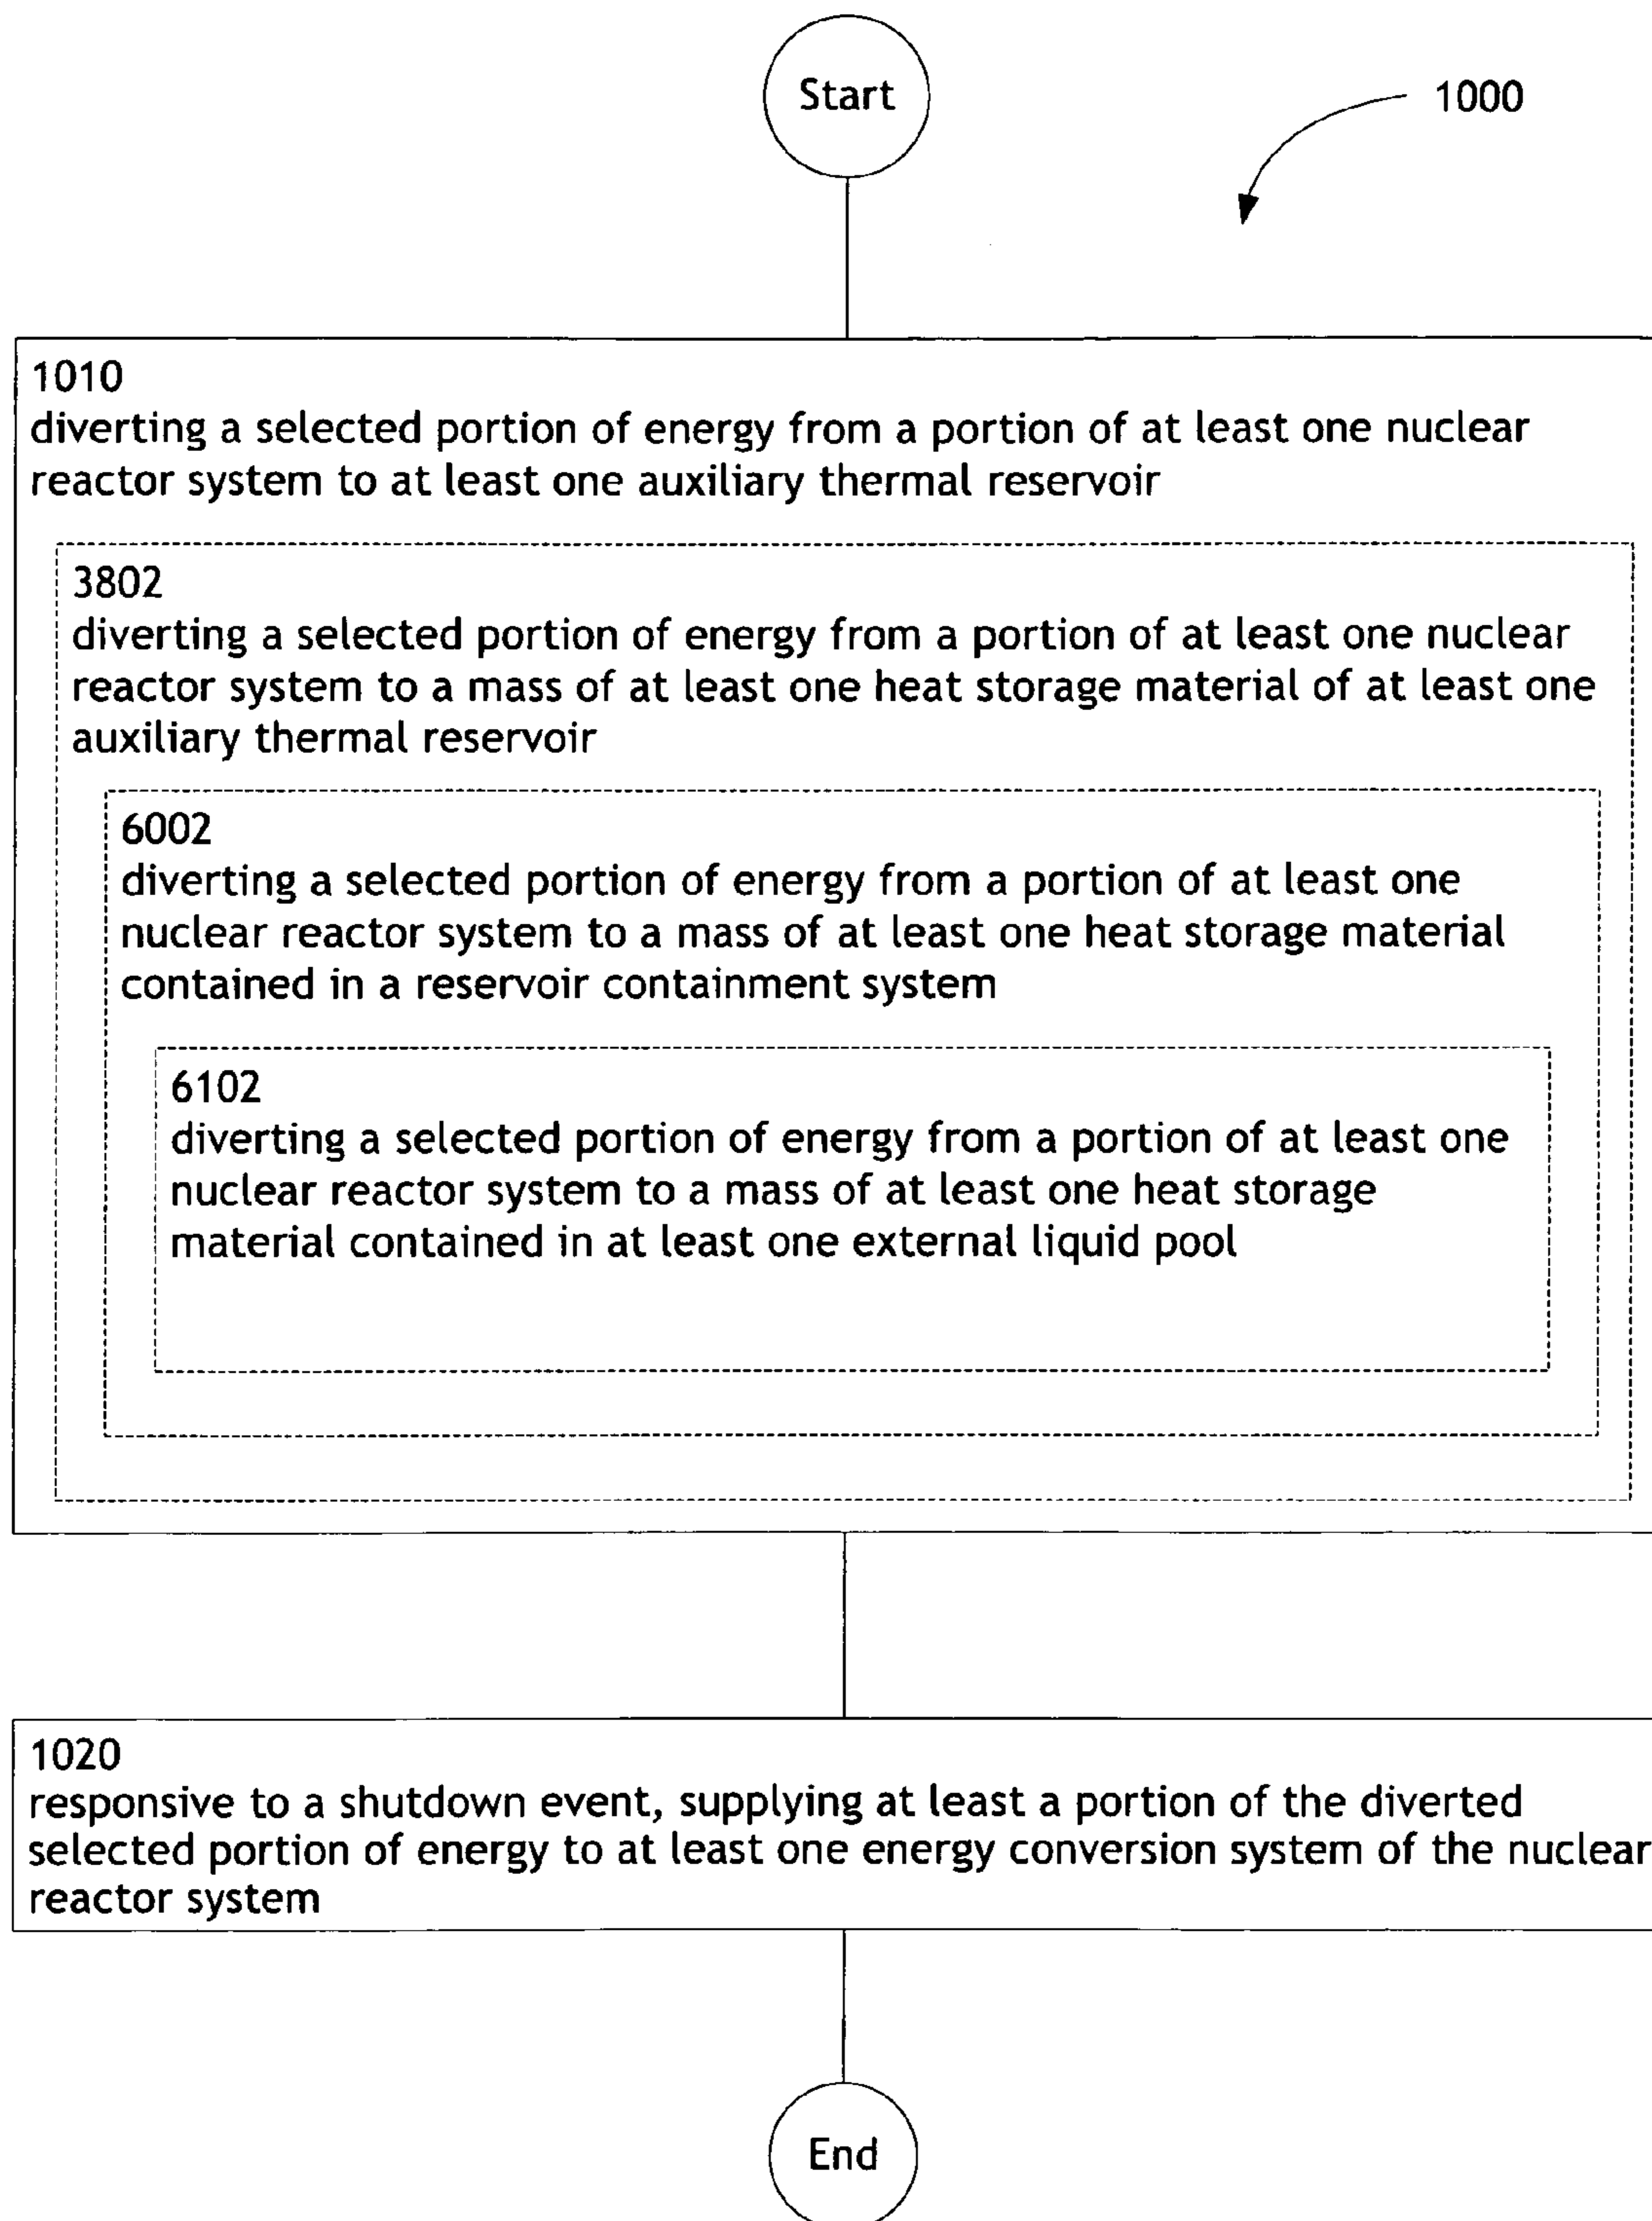 Start
1000
1010
diverting a selected portion of energy from a portion of at least one nuclear
reactor system to at least one auxiliary thermal reservoir
3802
diverting a selected portion of energy from a portion of at least one nuclear
reactor system to a mass of at least one heat storage material of at least one
auxiliary thermal reservoir
6002
diverting a selected portion of energy from a portion of at least one
nuclear reactor system to a mass of at least one heat storage material
contained in a reservoir containment system
6102
diverting a selected portion of energy from a portion of at least one
nuclear reactor system to a mass of at least one heat storage
material contained in at least one external liquid pool
1020
responsive to a shutdown event, supplying at least a portion of the diverted
selected portion of energy to at least one energy conversion system of the nuclear
reactor system
End